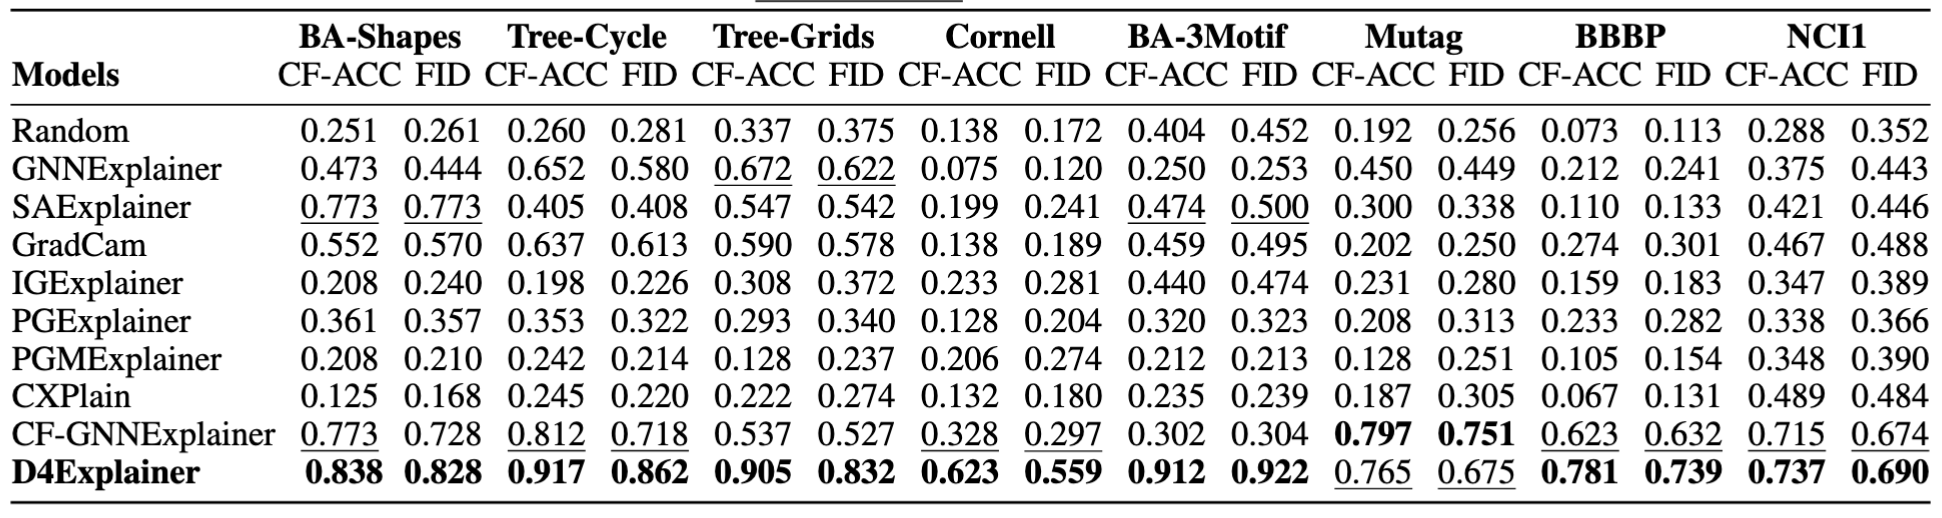 BA-Shapes Tree-Cycle Tree-Grids Cornell BA-3Motif Mutag BBBP NCI1
Models CF-ACC FID CF-ACC FID CF-ACC FID CF-ACC FID CF-ACC FID CF-ACC FID CF-ACC FID CF-ACC FID
Random 0.251 0.261 0.260 0.281 0.337 0.375 0.138 0.172 0.404 0.452 0.192 0.256 0.073 0.113 0.288 0.352
GNNExplainer 0.473 0.444 0.652 0.580 0.672 0.622 0.075 0.120 0.250 0.253 0.450 0.449 0.212 0.241 0.375 0.443
SAExplainer 0.773 0.773 0.405 0.408 0.547 0.542 0.199 0.241 0.474 0.500 0.300 0.338 0.110 0.133 0.421 0.446
GradCam 0.552 0.570 0.637 0.613 0.590 0.578 0.138 0.189 0.459 0.495 0.202 0.250 0.274 0.301 0.467 0.488
IGExplainer 0.208 0.240 0.198 0.226 0.308 0.372 0.233 0.281 0.440 0.474 0.231 0.280 0.159 0.183 0.347 0.389
PGExplainer 0.361 0.357 0.353 0.322 0.293 0.340 0.128 0.204 0.320 0.323 0.208 0.313 0.233 0.282 0.338 0.366
PGMExplainer 0.208 0.210 0.242 0.214 0.128 0.237 0.206 0.274 0.212 0.213 0.128 0.251 0.105 0.154 0.348 0.390
CXPlain 0.125 0.168 0.245 0.220 0.222 0.274 0.132 0.180 0.235 0.239 0.187 0.305 0.067 0.131 0.489 0.484
CF-GNNExplainer 0.773 0.728 0.812 0.718 0.537 0.527 0.328 0.297 0.302 0.304 0.797 0.751 0.623 0.632 0.715 0.674
D4Explainer 0.838 0.828 0.917 0.862 0.905 0.832 0.623 0.559 0.912 0.922 0.765 0.675 0.781 0.739 0.737 0.690